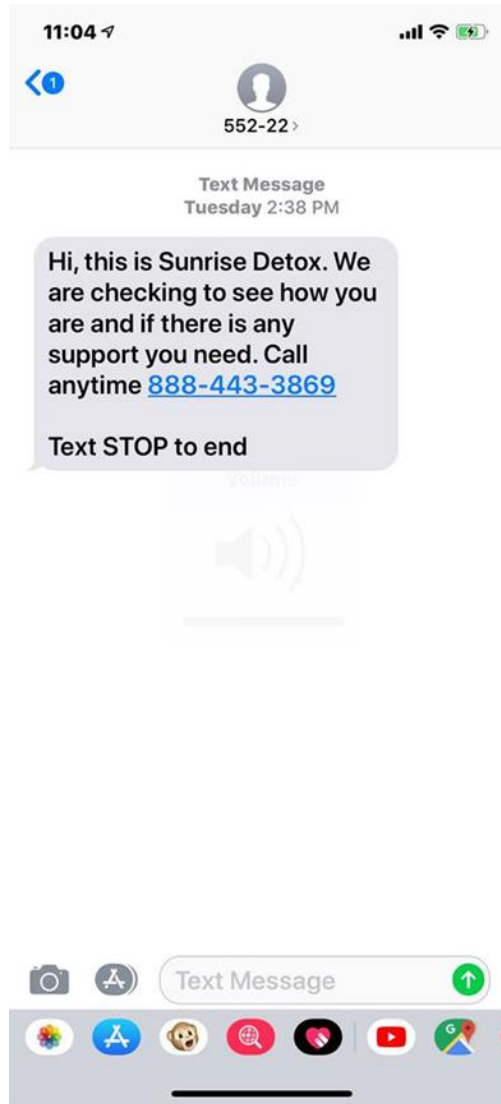 11:04
1
552-22
Text Message
Tuesday 2:38 PM
Hi, this is Sunrise Detox. We
are checking to see how you
are and if there is any
support you need. Call
anytime 888-443-3869
Text STOP to end
Volume
Text Message
G